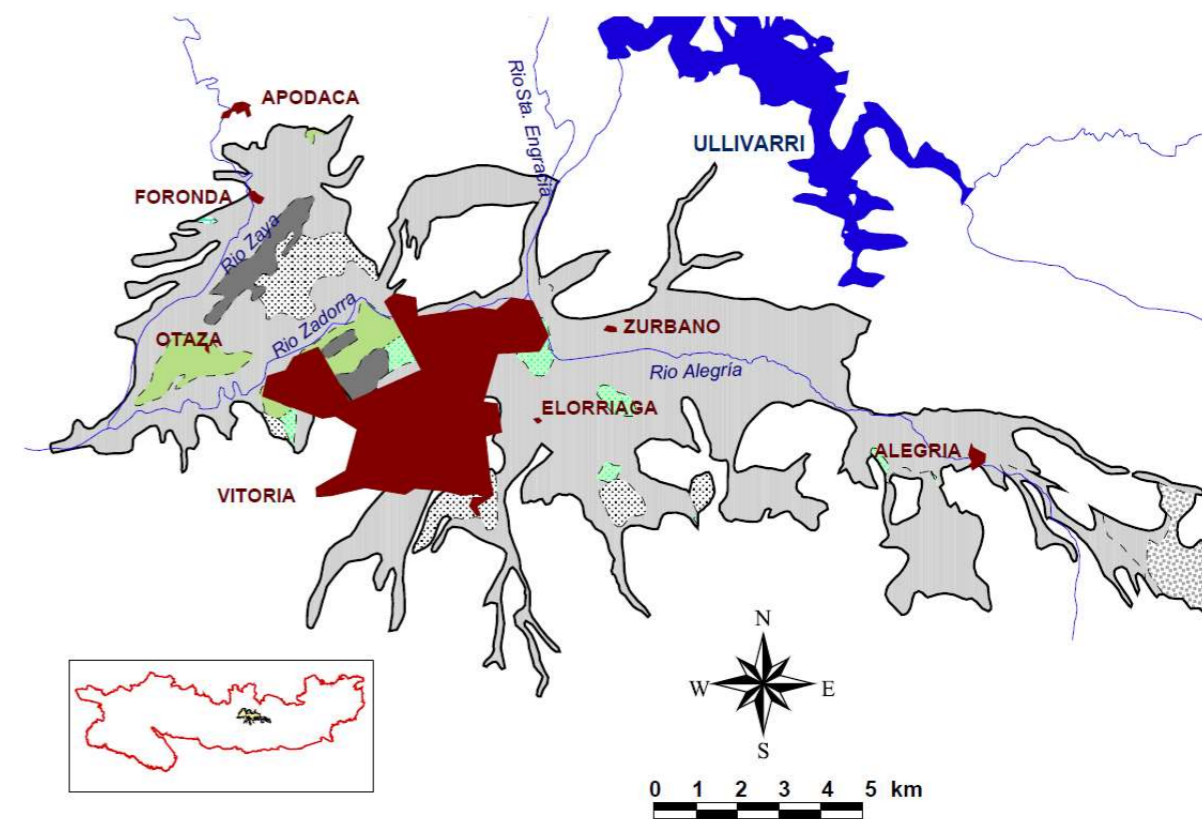 APODACA
Rio Sta. Engracia
ULLIVARRI
FORONDA
Rio Zaya
OTAZA
Rio Zadorra
ZURBANO
Rio Alegría
ELORRIAGA
ALEGRIA
VITORIA
N
W E
S
0 1 2 3 4 5 km